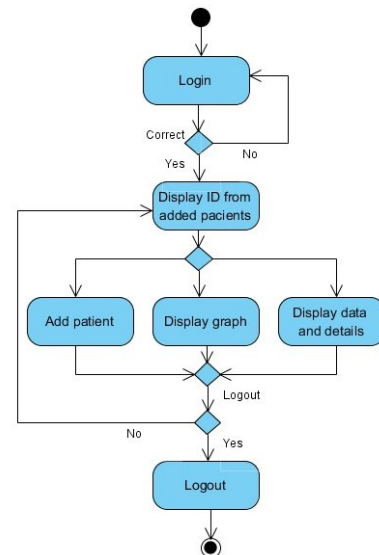 Login
Correct
Yes
No
Display ID from
added pacients
Add patient
Display graph
Display data
and details
Logout
No
Yes
Logout